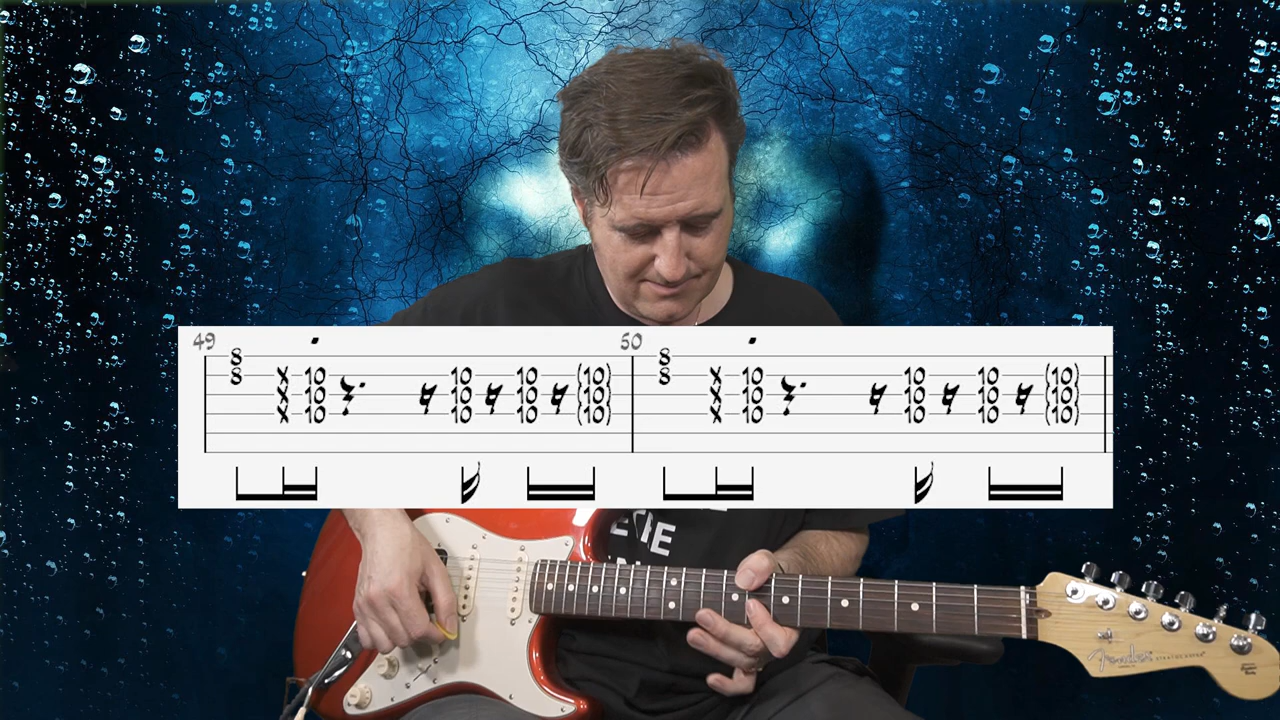 49 50
8 8
8 10 10 10 (10) 8 10 10 10 (10)
10 10 10 (10) 10 10 10 (10)
10 10 10 (10) 10 10 10 (10)
THE
Fender